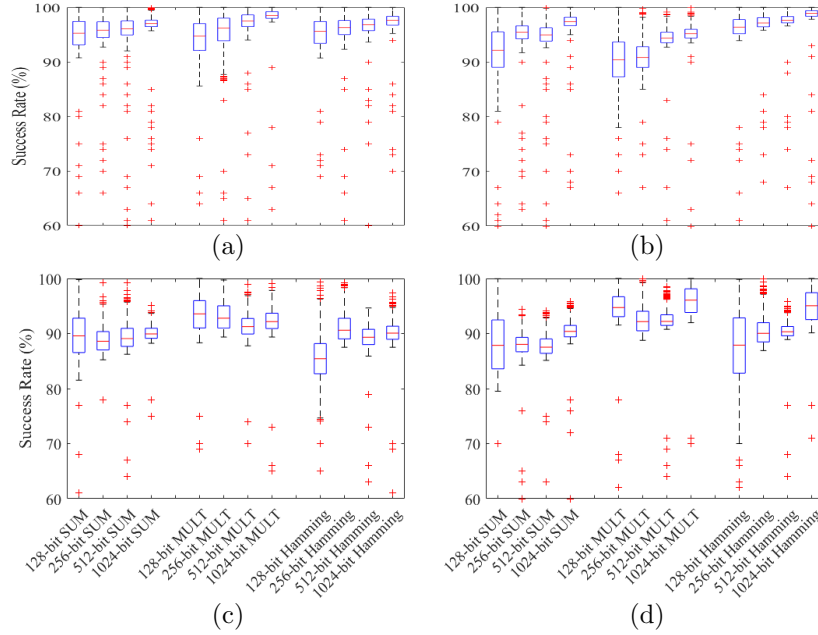 100
90
80
70
60
Success Rate (%)
(a)
100
90
80
70
60
(b)
100
90
80
70
60
Success Rate (%)
128-bit SUM
256-bit SUM
512-bit SUM
1024-bit SUM
128-bit MULT
256-bit MULT
512-bit MULT
1024-bit MULT
128-bit Hamming
256-bit Hamming
512-bit Hamming
1024-bit Hamming
(c)
100
90
80
70
60
128-bit SUM
256-bit SUM
512-bit SUM
1024-bit SUM
128-bit MULT
256-bit MULT
512-bit MULT
1024-bit MULT
128-bit Hamming
256-bit Hamming
512-bit Hamming
1024-bit Hamming
(d)